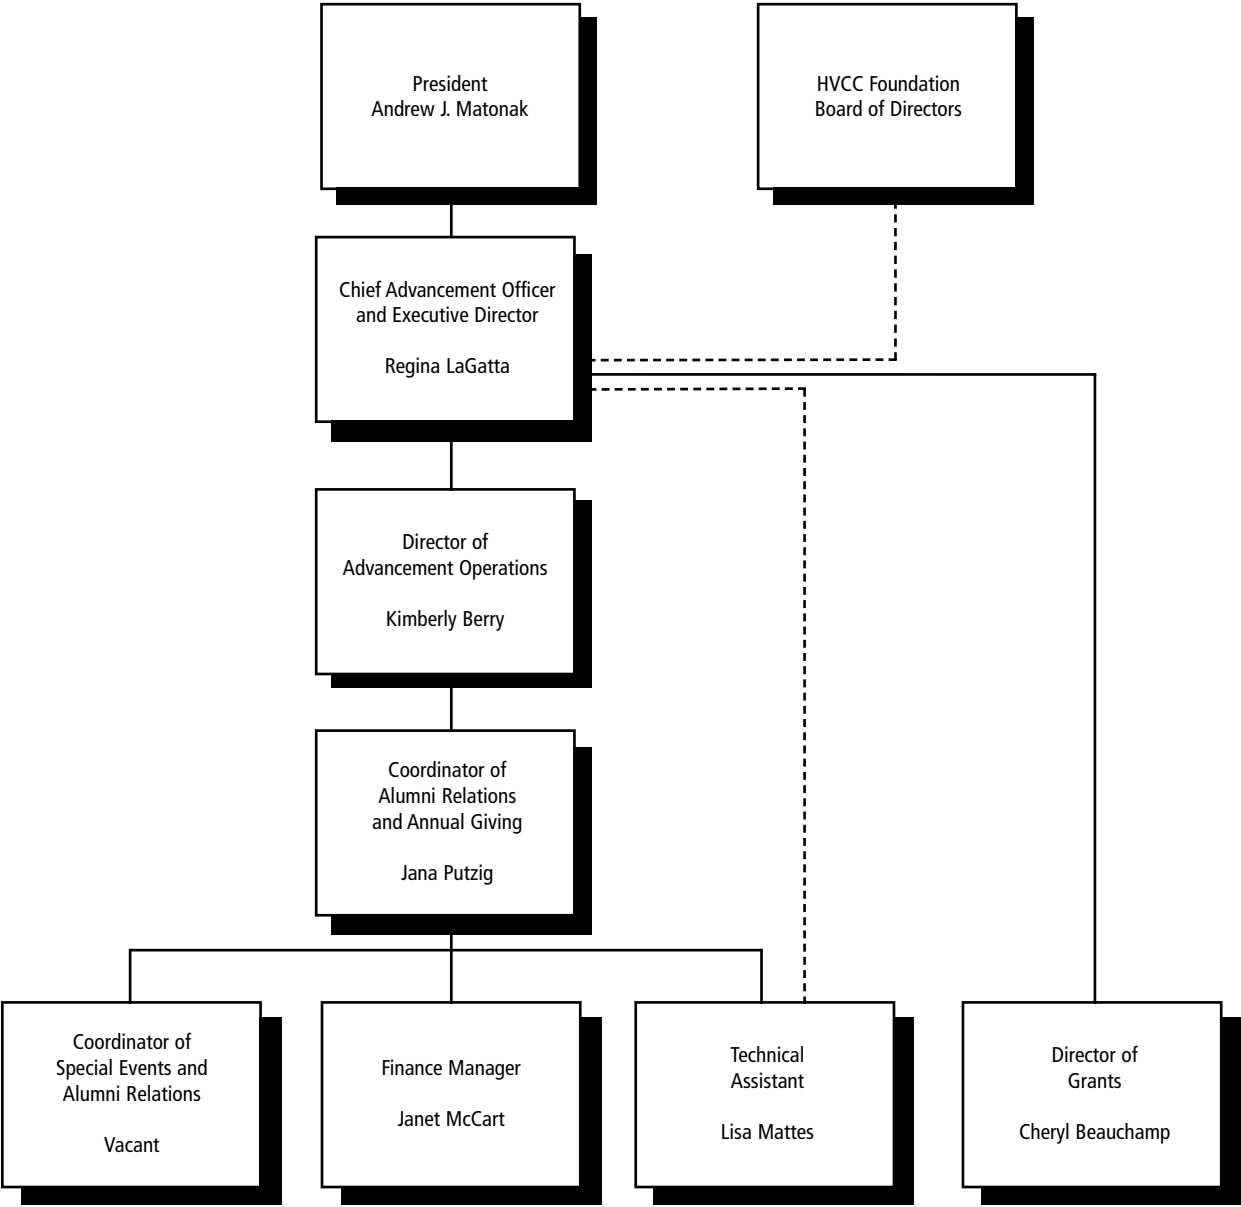 President
Andrew J. Matonak
HVCC Foundation
Board of Directors
Chief Advancement Officer
and Executive Director
Regina LaGatta
Director of
Advancement Operations
Kimberly Berry
Coordinator of
Alumni Relations
and Annual Giving
Jana Putzig
Coordinator of
Special Events and
Alumni Relations
Vacant
Finance Manager
Janet McCart
Technical
Assistant
Lisa Mattes
Director of
Grants
Cheryl Beauchamp